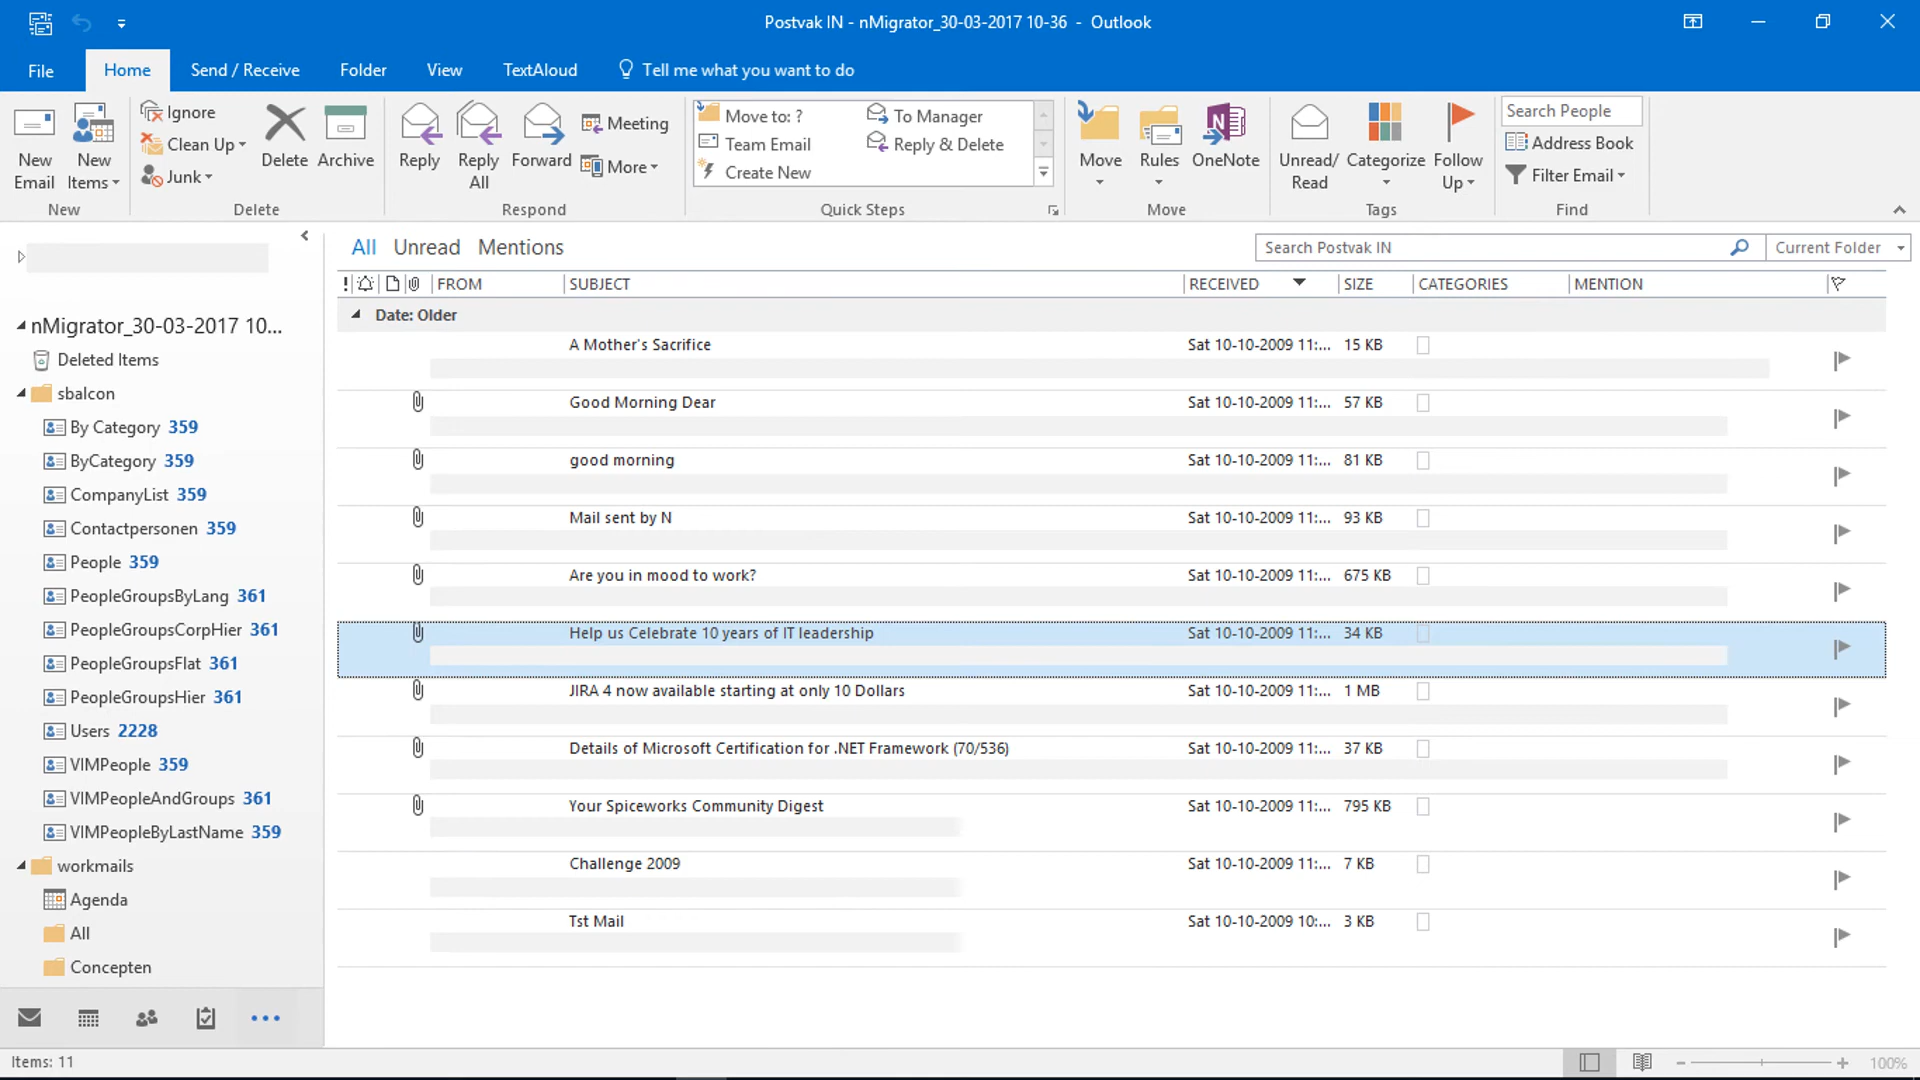 Postvak IN - nMigrator_30-03-2017 10-36 - Outlook
File Home Send / Receive Folder View TextAloud Tell me what you want to do
New Email
New Items
New
Ignore
Clean Up
Junk
Delete
Archive
Delete
Reply
Reply All
Forward
Meeting
More
Respond
Move to: ?
Team Email
Create New
To Manager
Reply & Delete
Quick Steps
Move
Rules
OneNote
Move
Unread/ Read
Categorize
Follow Up
Tags
Search People
Address Book
Filter Email
Find
nMigrator_30-03-2017 10...
Deleted Items
sbalcon
By Category 359
ByCategory 359
CompanyList 359
Contactpersonen 359
People 359
PeopleGroupsByLang 361
PeopleGroupsCorpHier 361
PeopleGroupsFlat 361
PeopleGroupsHier 361
Users 2228
VIMPeople 359
VIMPeopleAndGroups 361
VIMPeopleByLastName 359
workmails
Agenda
All
Concepten
All Unread Mentions
Search Postvak IN Current Folder
! FROM SUBJECT RECEIVED SIZE CATEGORIES MENTION
Date: Older
A Mother's Sacrifice Sat 10-10-2009 11:... 15 KB
Good Morning Dear Sat 10-10-2009 11:... 57 KB
good morning Sat 10-10-2009 11:... 81 KB
Mail sent by N Sat 10-10-2009 11:... 93 KB
Are you in mood to work? Sat 10-10-2009 11:... 675 KB
Help us Celebrate 10 years of IT leadership Sat 10-10-2009 11:... 34 KB
JIRA 4 now available starting at only 10 Dollars Sat 10-10-2009 11:... 1 MB
Details of Microsoft Certification for .NET Framework (70/536) Sat 10-10-2009 11:... 37 KB
Your Spiceworks Community Digest Sat 10-10-2009 11:... 795 KB
Challenge 2009 Sat 10-10-2009 11:... 7 KB
Tst Mail Sat 10-10-2009 10:... 3 KB
Items: 11
100%